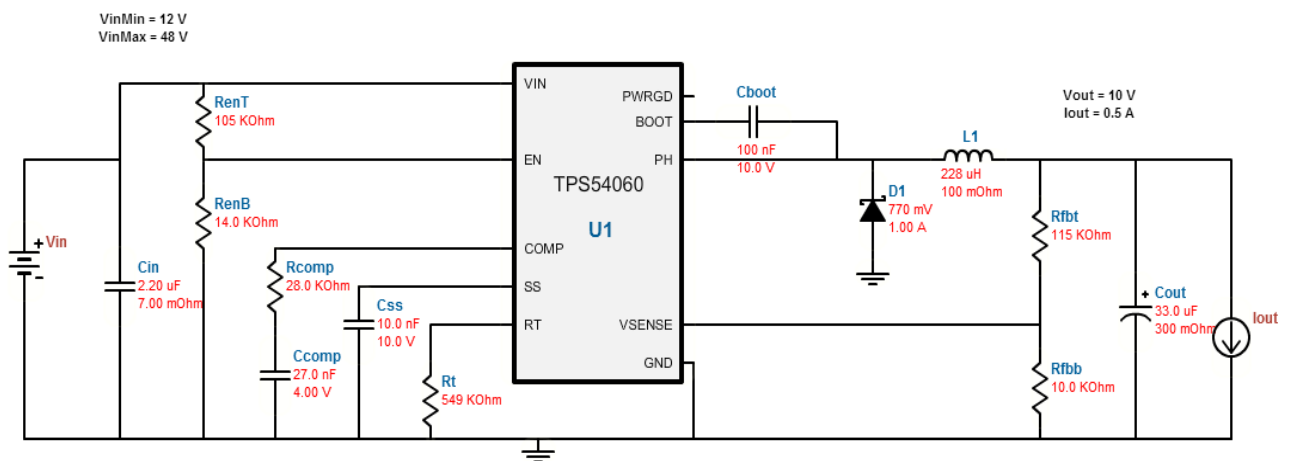 VinMin = 12 V
VinMax = 48 V
Vin
Cin
2.20 uF
7.00 mOhm
RenT
105 KOhm
RenB
14.0 KOhm
Rcomp
28.0 KOhm
Ccomp
27.0 nF
4.00 V
Css
10.0 nF
10.0 V
Rt
549 KOhm
VIN
EN
COMP
SS
RT
TPS54060
U1
PWRGD
BOOT
PH
VSENSE
GND
Cboot
100 nF
10.0 V
D1
770 mV
1.00 A
L1
228 uH
100 mOhm
Vout = 10 V
Iout = 0.5 A
Rfbt
115 KOhm
Rfbb
10.0 KOhm
Cout
33.0 uF
300 mOhm
Iout